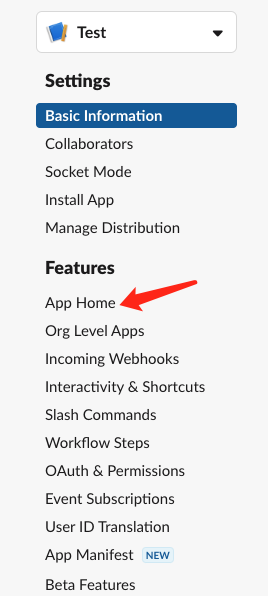 Test
Settings
Basic Information
Collaborators
Socket Mode
Install App
Manage Distribution
Features
App Home
Org Level Apps
Incoming Webhooks
Interactivity & Shortcuts
Slash Commands
Workflow Steps
OAuth & Permissions
Event Subscriptions
User ID Translation
App Manifest NEW
Beta Features